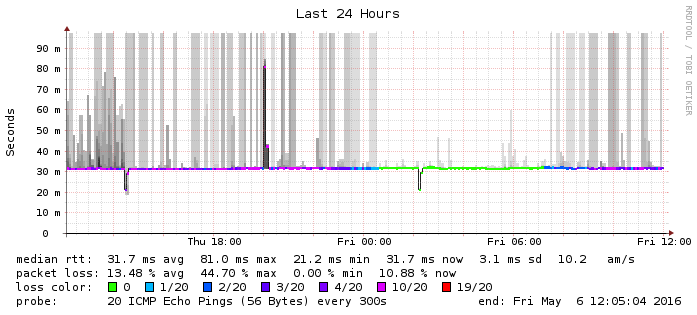 Last 24 Hours
RRDTOOL / TOBI OETIKER
Seconds
90 m
80 m
70 m
60 m
50 m
40 m
30 m
20 m
10 m
0
Thu 18:00 Fri 00:00 Fri 06:00 Fri 12:00
median rtt: 31.7 ms avg 81.0 ms max 21.2 ms min 31.7 ms now 3.1 ms sd 10.2 am/s
packet loss: 13.48 % avg 44.70 % max 0.00 % min 10.88 % now
loss color: 0 1/20 2/20 3/20 4/20 10/20 19/20
probe: 20 ICMP Echo Pings (56 Bytes) every 300s end: Fri May 6 12:05:04 2016